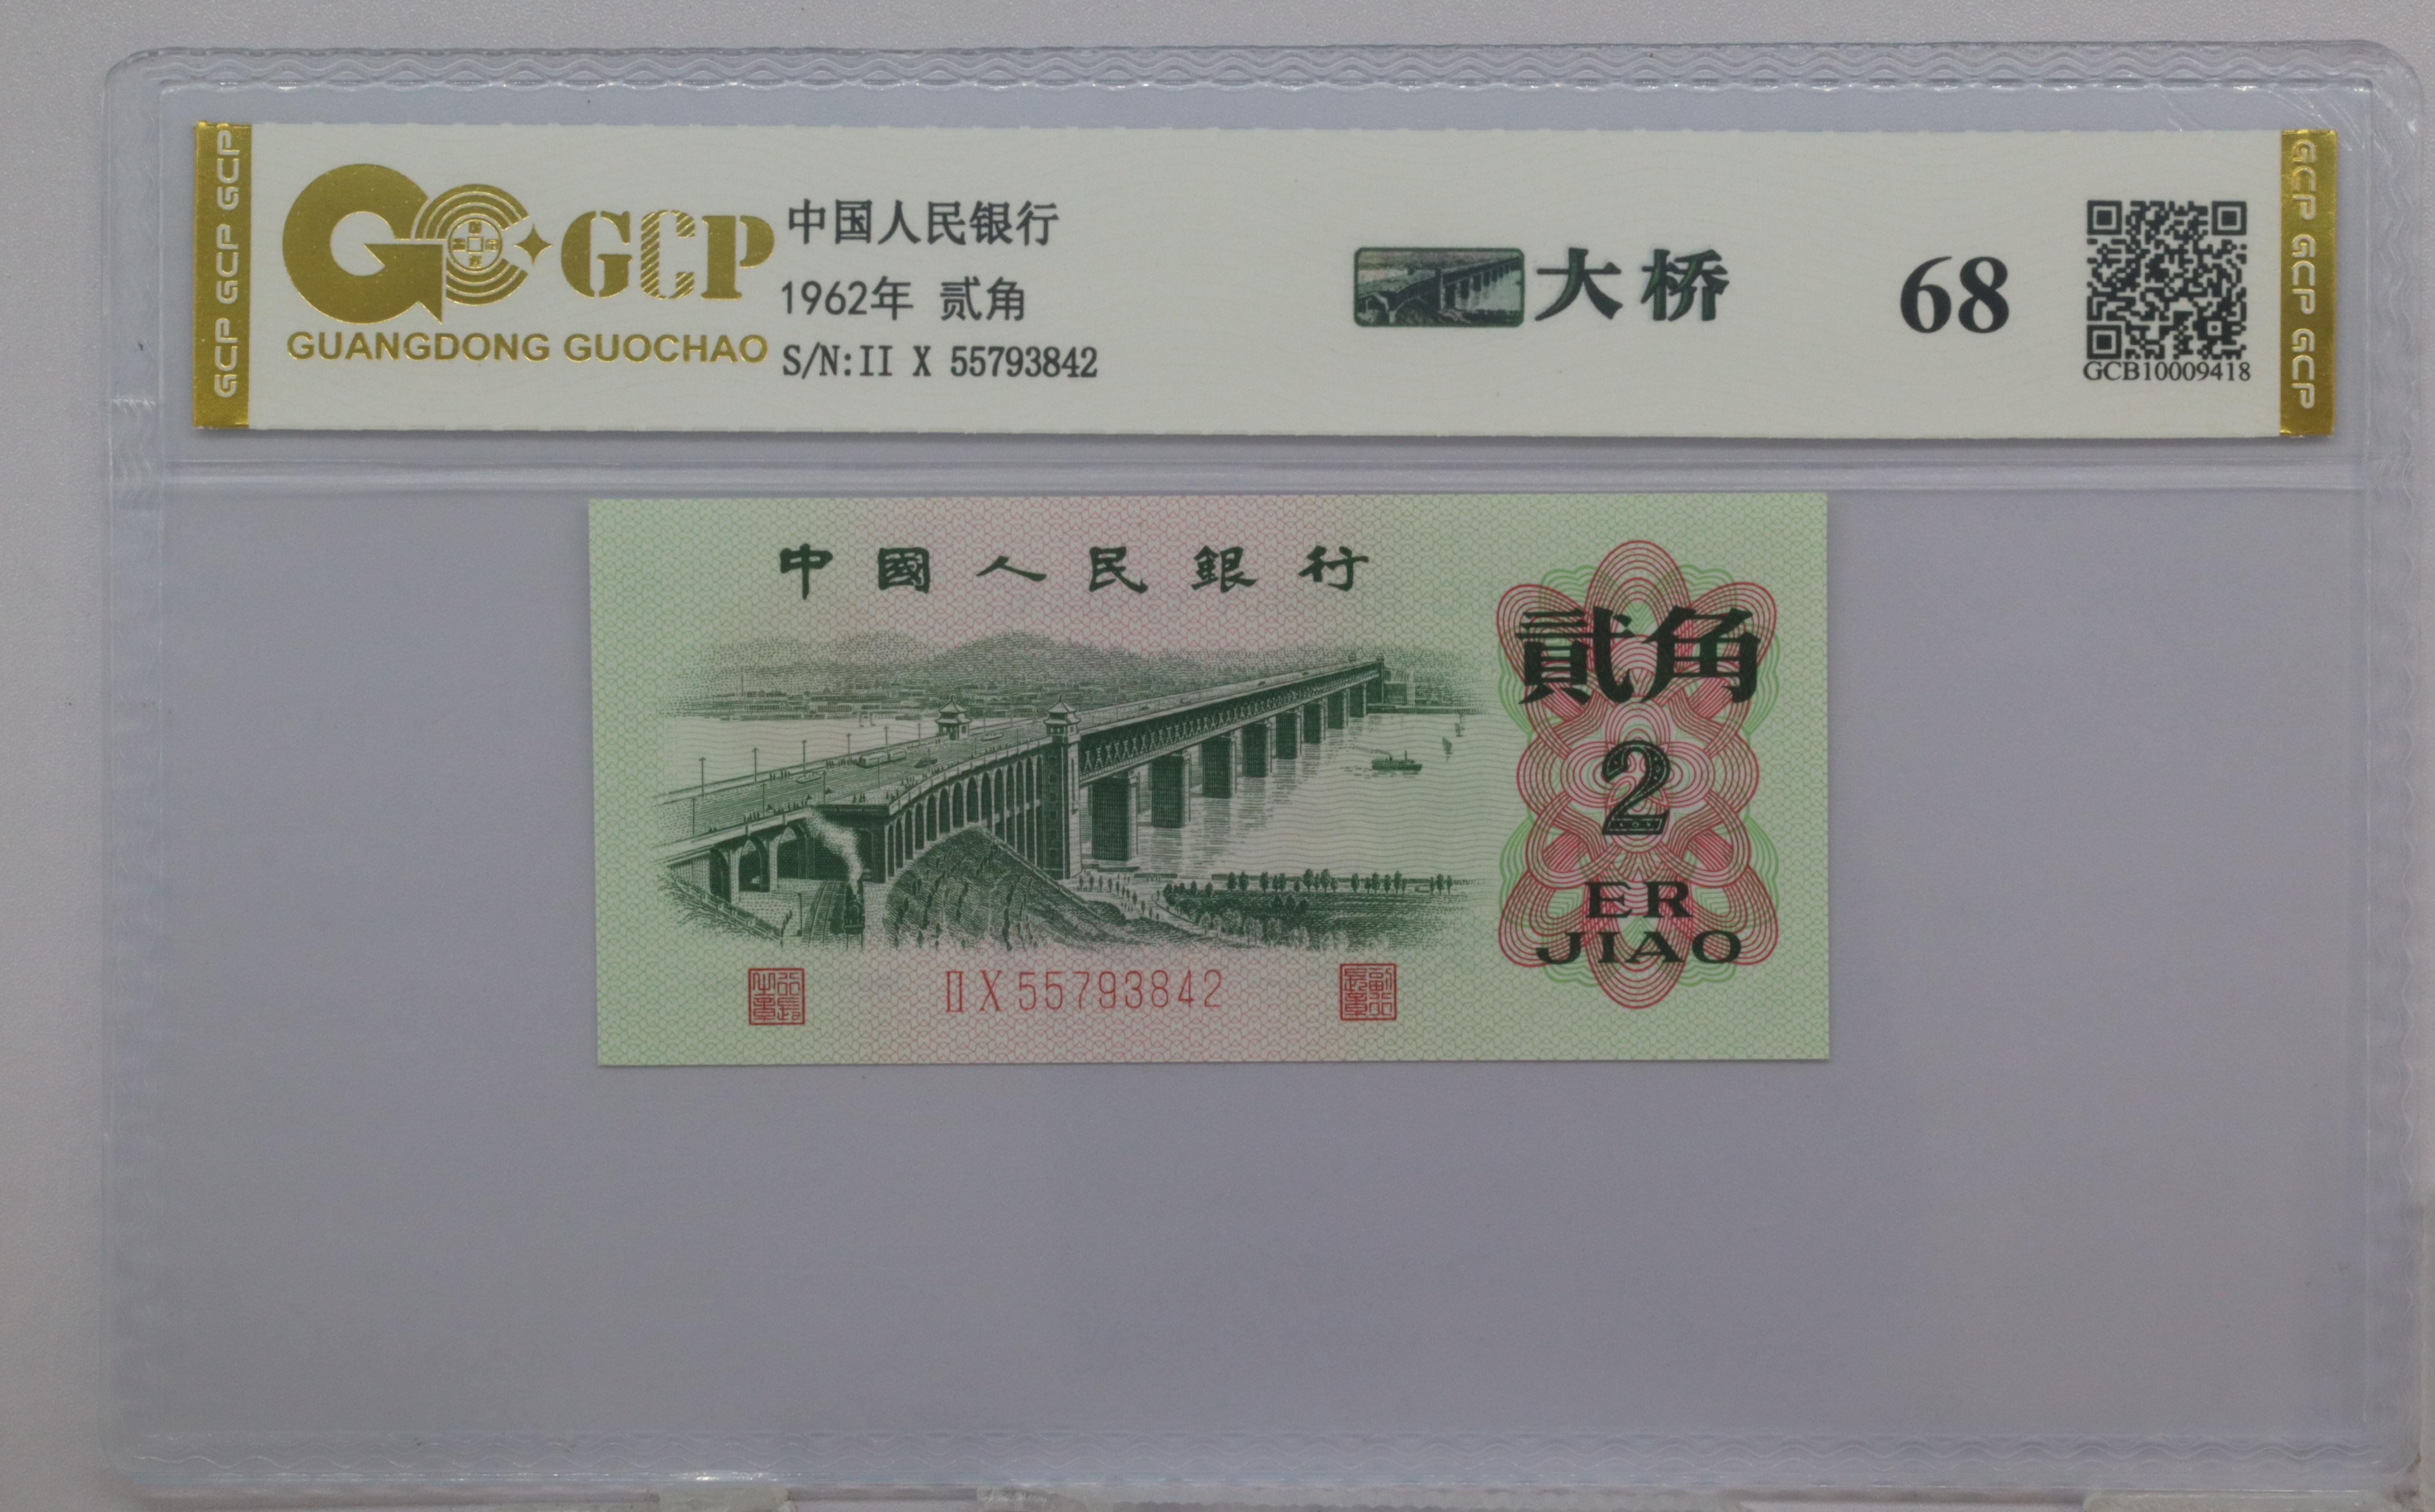 GCP GCP GCP
GCP
GUANGDONG GUOCHAO
中国人民银行
1962年 贰角
S/N:II X 55793842
大桥
68
GCB10009418
GCP GCP GCP
中國人民銀行
貳角
2
ER
JIAO
II X 55793842